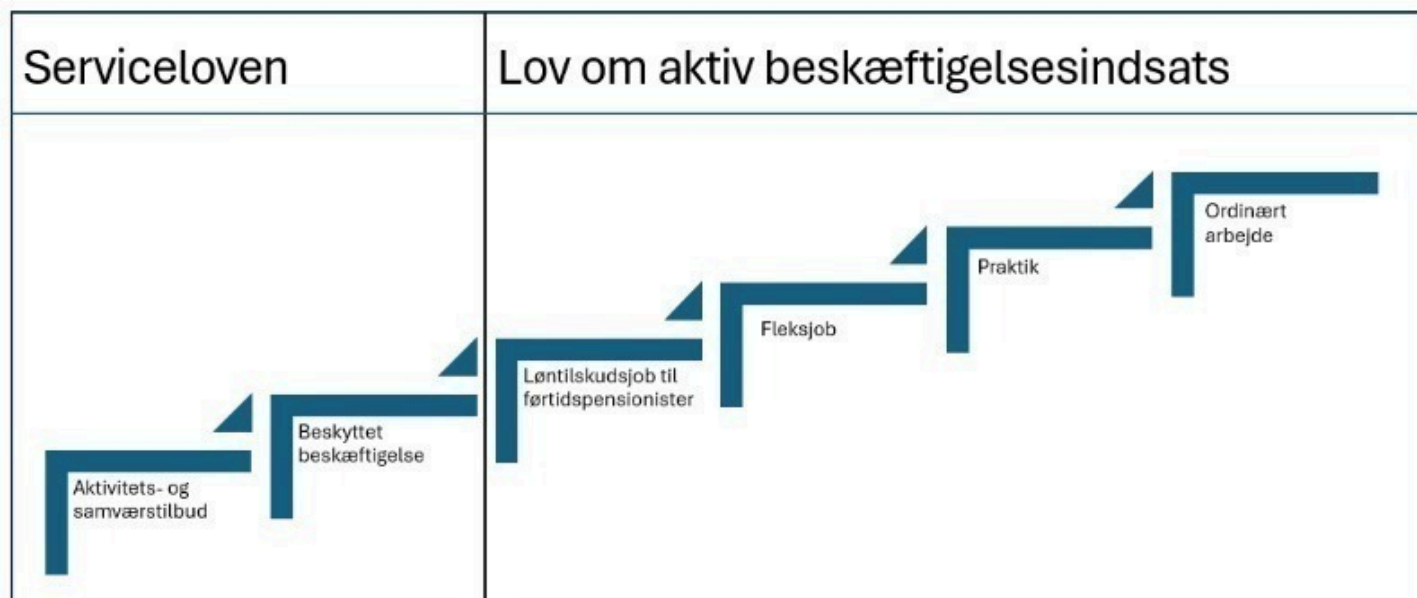 Serviceloven
Lov om aktiv beskæftigelsesindsats
Aktivitets- og
samværstilbud
Beskyttet
beskæftigelse
Løntilskudsjob til
førtidspensionister
Fleksjob
Praktik
Ordinært
arbejde